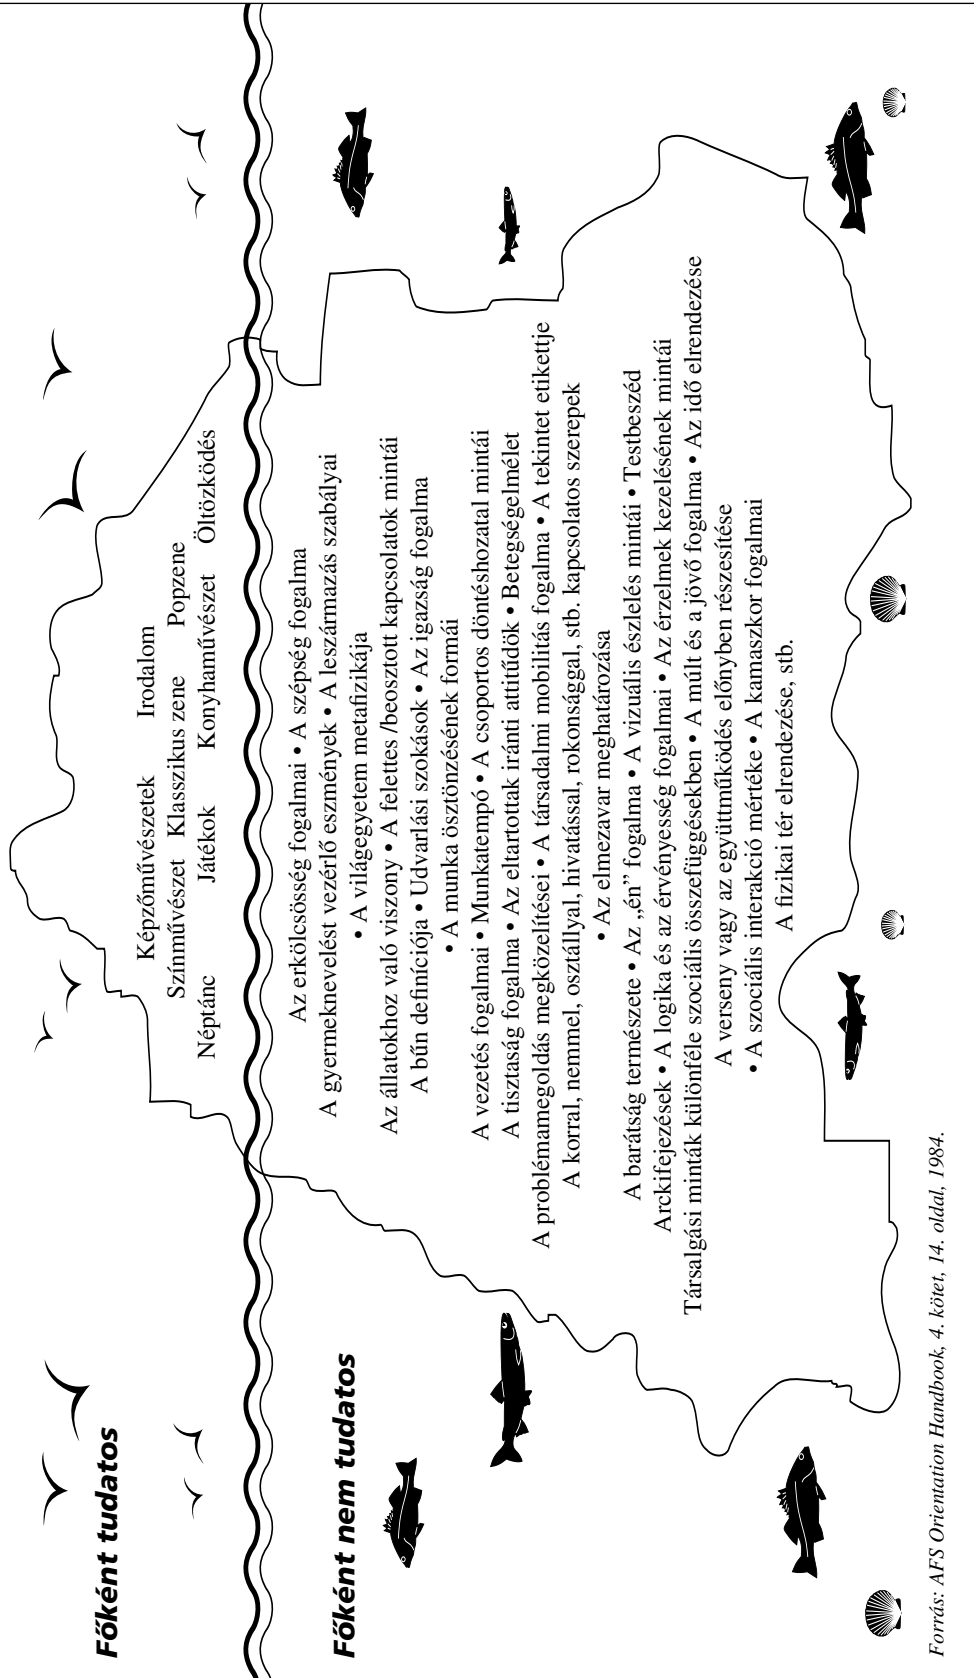 Főként tudatos
Képzőművészetek Irodalom
Színművészet Klasszikus zene Popzene
Néptánc Játékok Konyhaművészet Öltözködés
Főként nem tudatos
Az erkölcsösség fogalmai • A szépség fogalma
A gyermeknevelést vezérlő eszmények • A leszármazás szabályai
• A világegyetem metafizikája
Az állatokhoz való viszony • A felettes /beosztott kapcsolatok mintái
A bűn definíciója • Udvarlási szokások • Az igazság fogalma
• A munka ösztönzésének formái
A vezetés fogalmai • Munkatempó • A csoportos döntéshozatal mintái
A tisztaság fogalma • Az eltartottak iránti attitűdök • Betegségelmélet
A problémamegoldás megközelítései • A társadalmi mobilitás fogalma • A tekintet etikettje
A korral, nemmel, osztállyal, hivatással, rokonsággal, stb. kapcsolatos szerepek
• Az elmezavar meghatározása
A barátság természete • Az „én” fogalma • A vizuális észlelés mintái • Testbeszéd
Arckifejezések • A logika és az érvényesség fogalmai • Az érzelmek kezelésének mintái
Társalgási minták különféle szociális összefüggésekben • A múlt és a jövő fogalma • Az idő elrendezése
A verseny vagy az együttműködés előnyben részesítése
• A szociális interakció mértéke • A kamaszkor fogalmai
A fizikai tér elrendezése, stb.
Forrás: AFS Orientation Handbook, 4. kötet, 14. oldal, 1984.